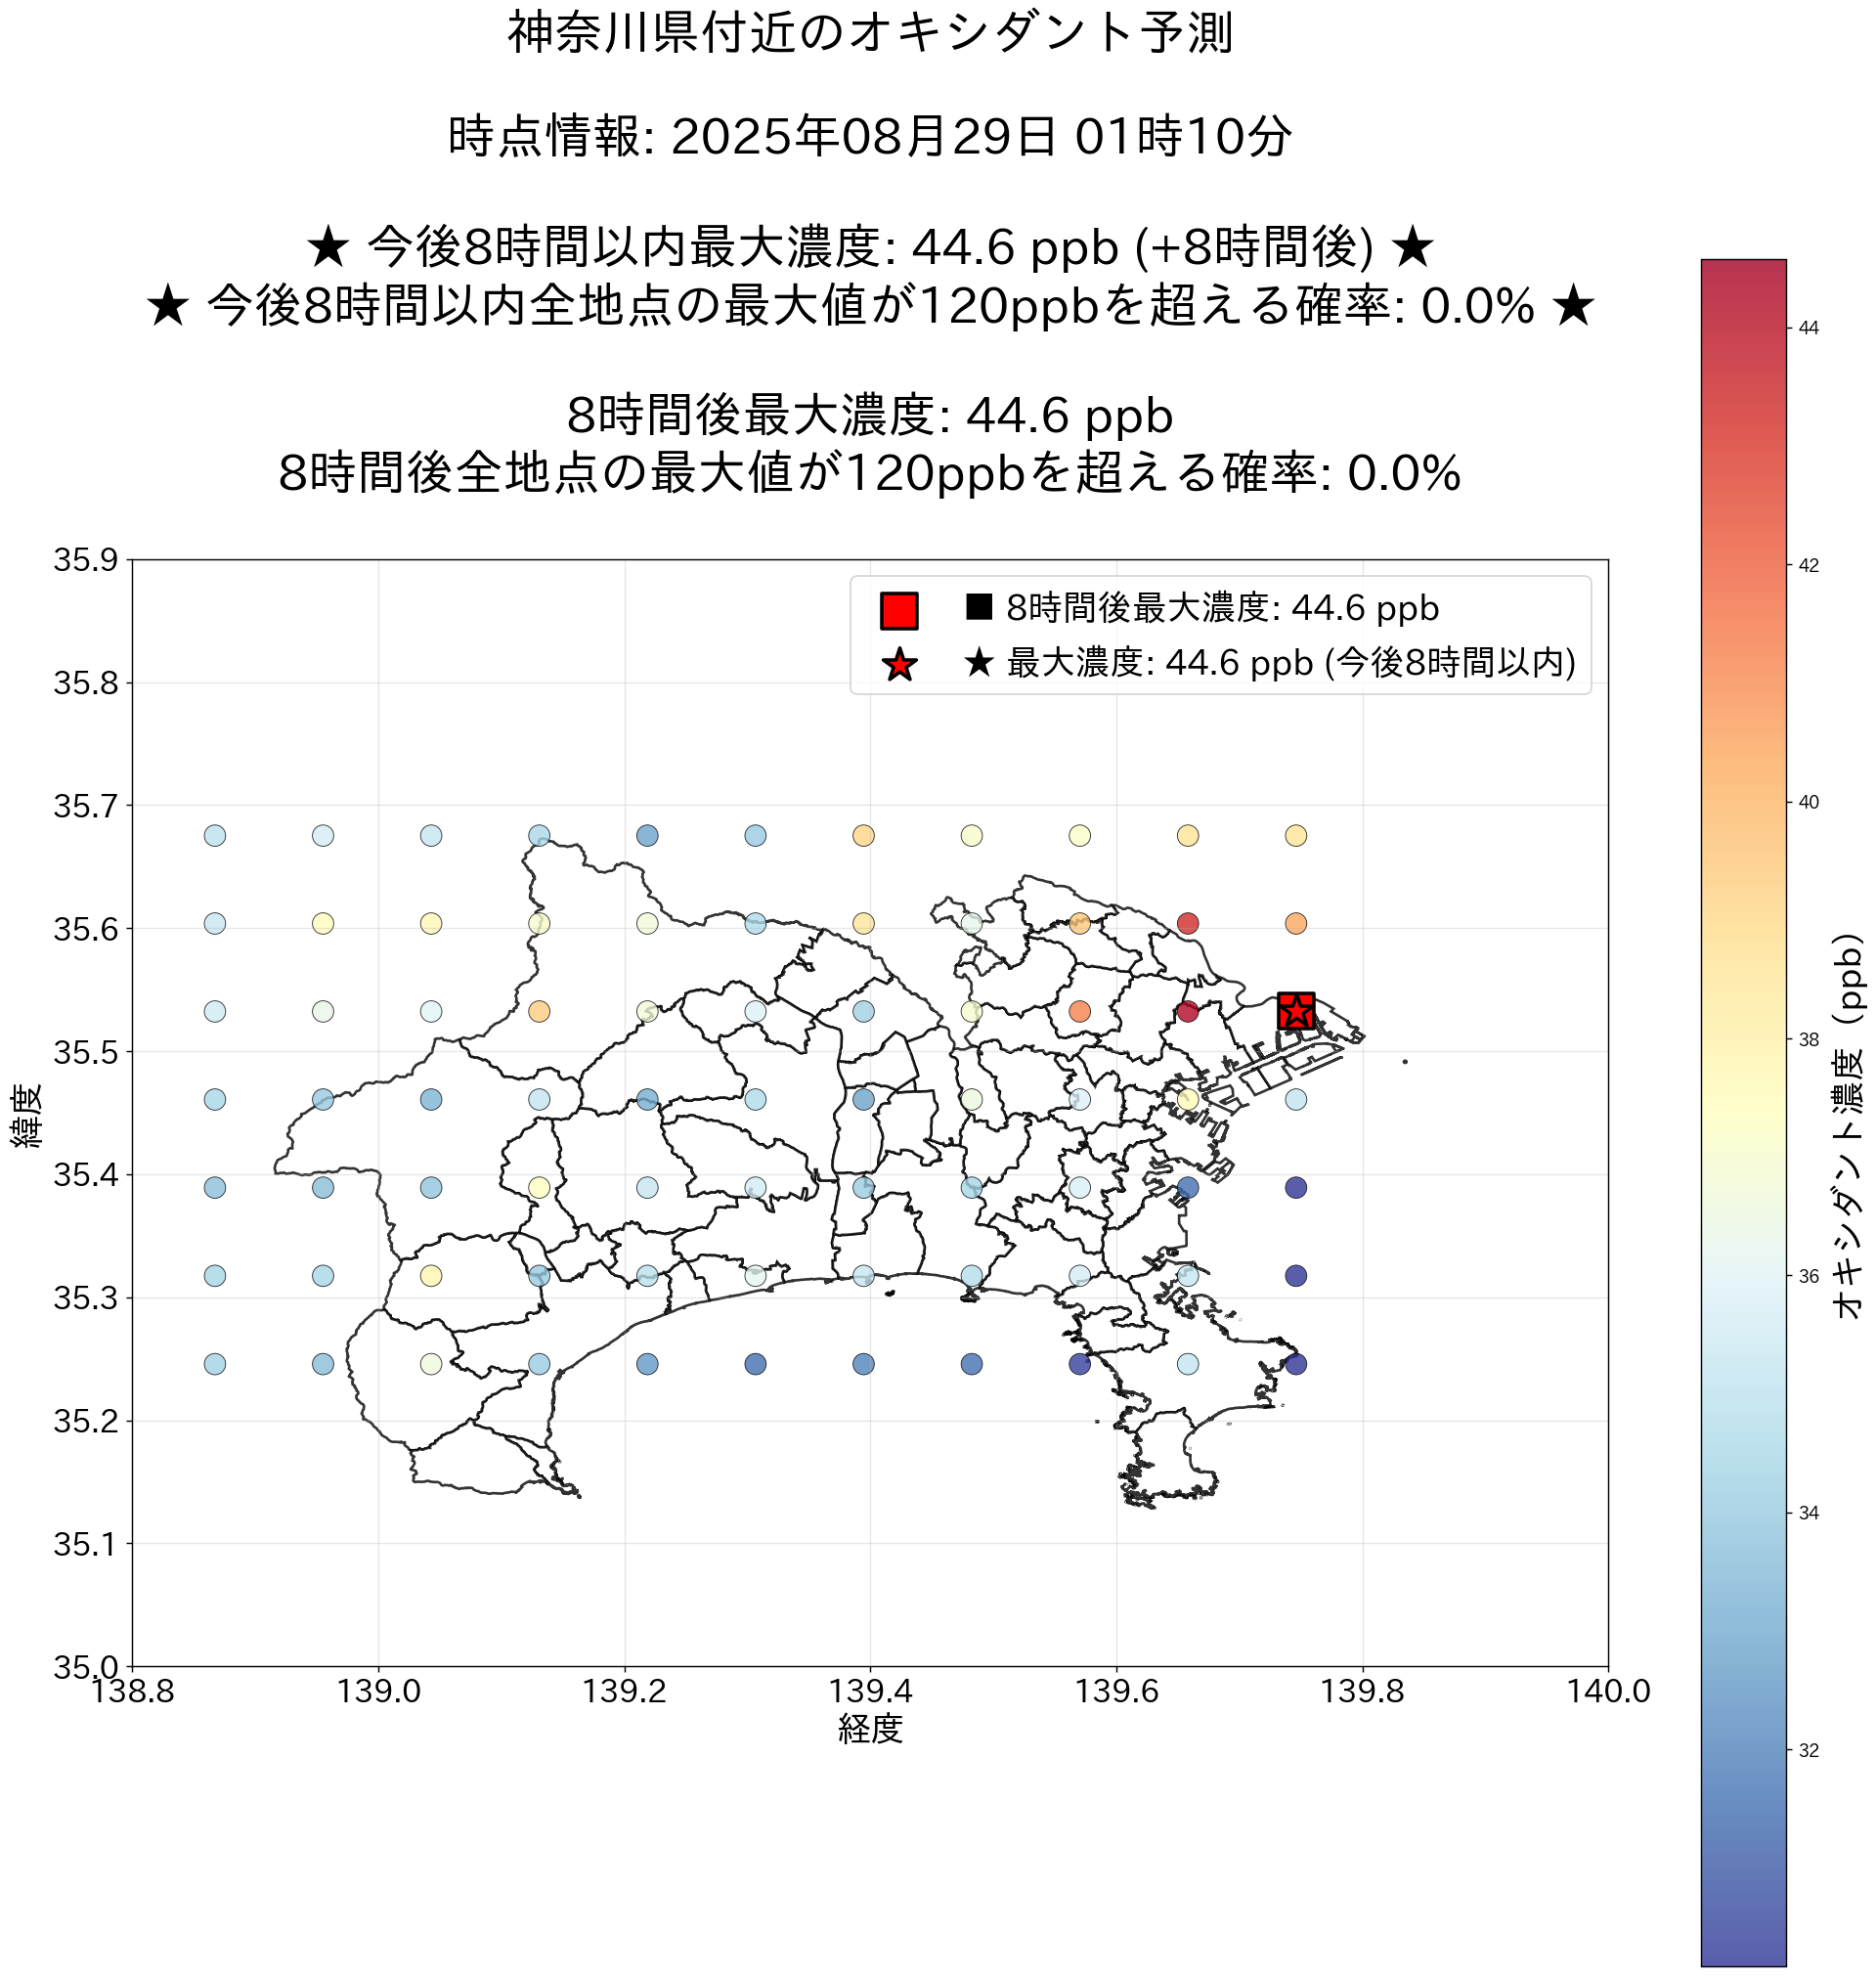 神奈川県付近のオキシダント予測
時点情報: 2025年08月29日 01時10分
★ 今後8時間以内最大濃度: 44.6 ppb (+8時間後) ★
★ 今後8時間以内全地点の最大値が120ppbを超える確率: 0.0% ★
8時間後最大濃度: 44.6 ppb
8時間後全地点の最大値が120ppbを超える確率: 0.0%
■ 8時間後最大濃度: 44.6 ppb
★ 最大濃度: 44.6 ppb (今後8時間以内)
35.9
35.8
35.7
35.6
35.5
35.4
35.3
35.2
35.1
35.0
緯度
138.8
139.0
139.2
139.4
139.6
139.8
140.0
経度
44
42
40
38
36
34
32
オキシダント濃度（ppb）